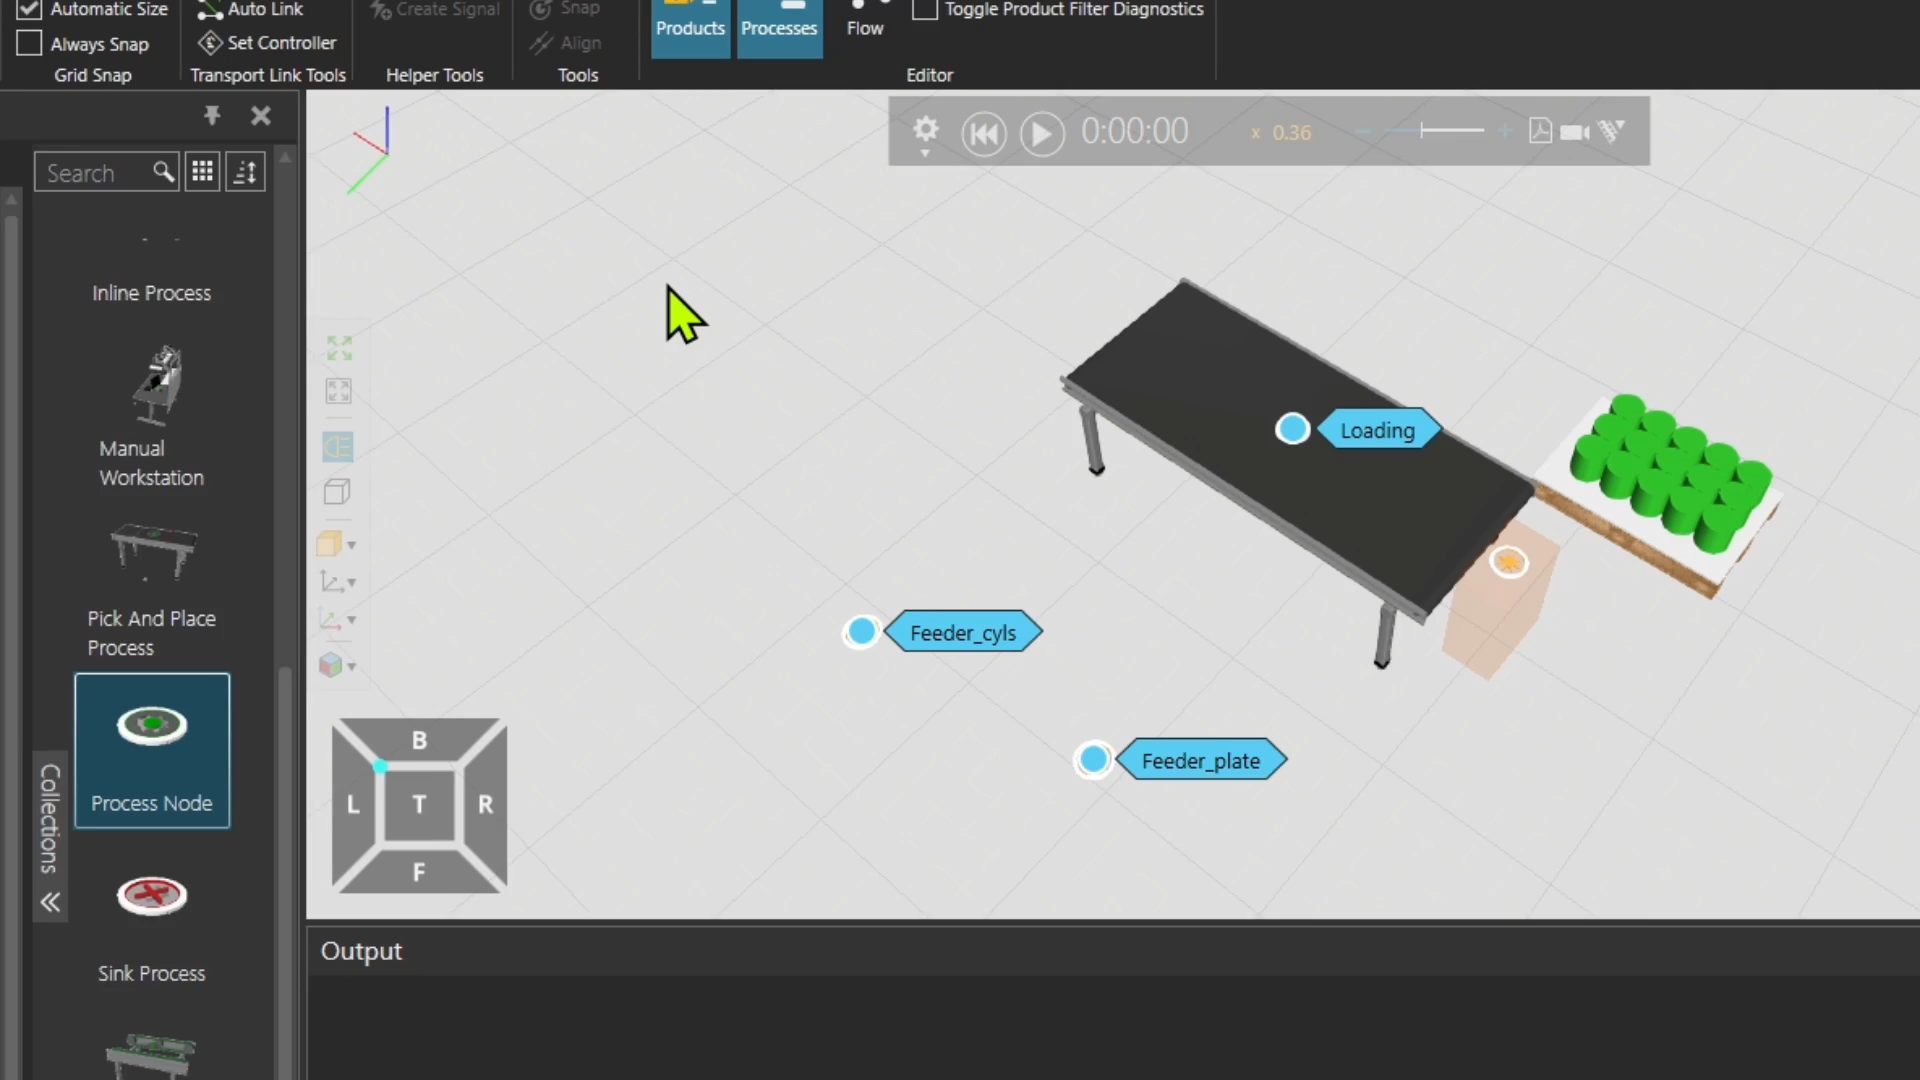 Automatic Size
Auto Link
Create Signal
Snap
Toggle Product Filter Diagnostics
Always Snap
Set Controller
Align
Products
Processes
Flow
Grid Snap
Transport Link Tools
Helper Tools
Tools
Editor
0:00:00
x 0.36
Search
Inline Process
Manual
Workstation
Pick And Place
Process
Process Node
Sink Process
Collections
Loading
Feeder_cyls
Feeder_plate
B
L
T
R
F
Output